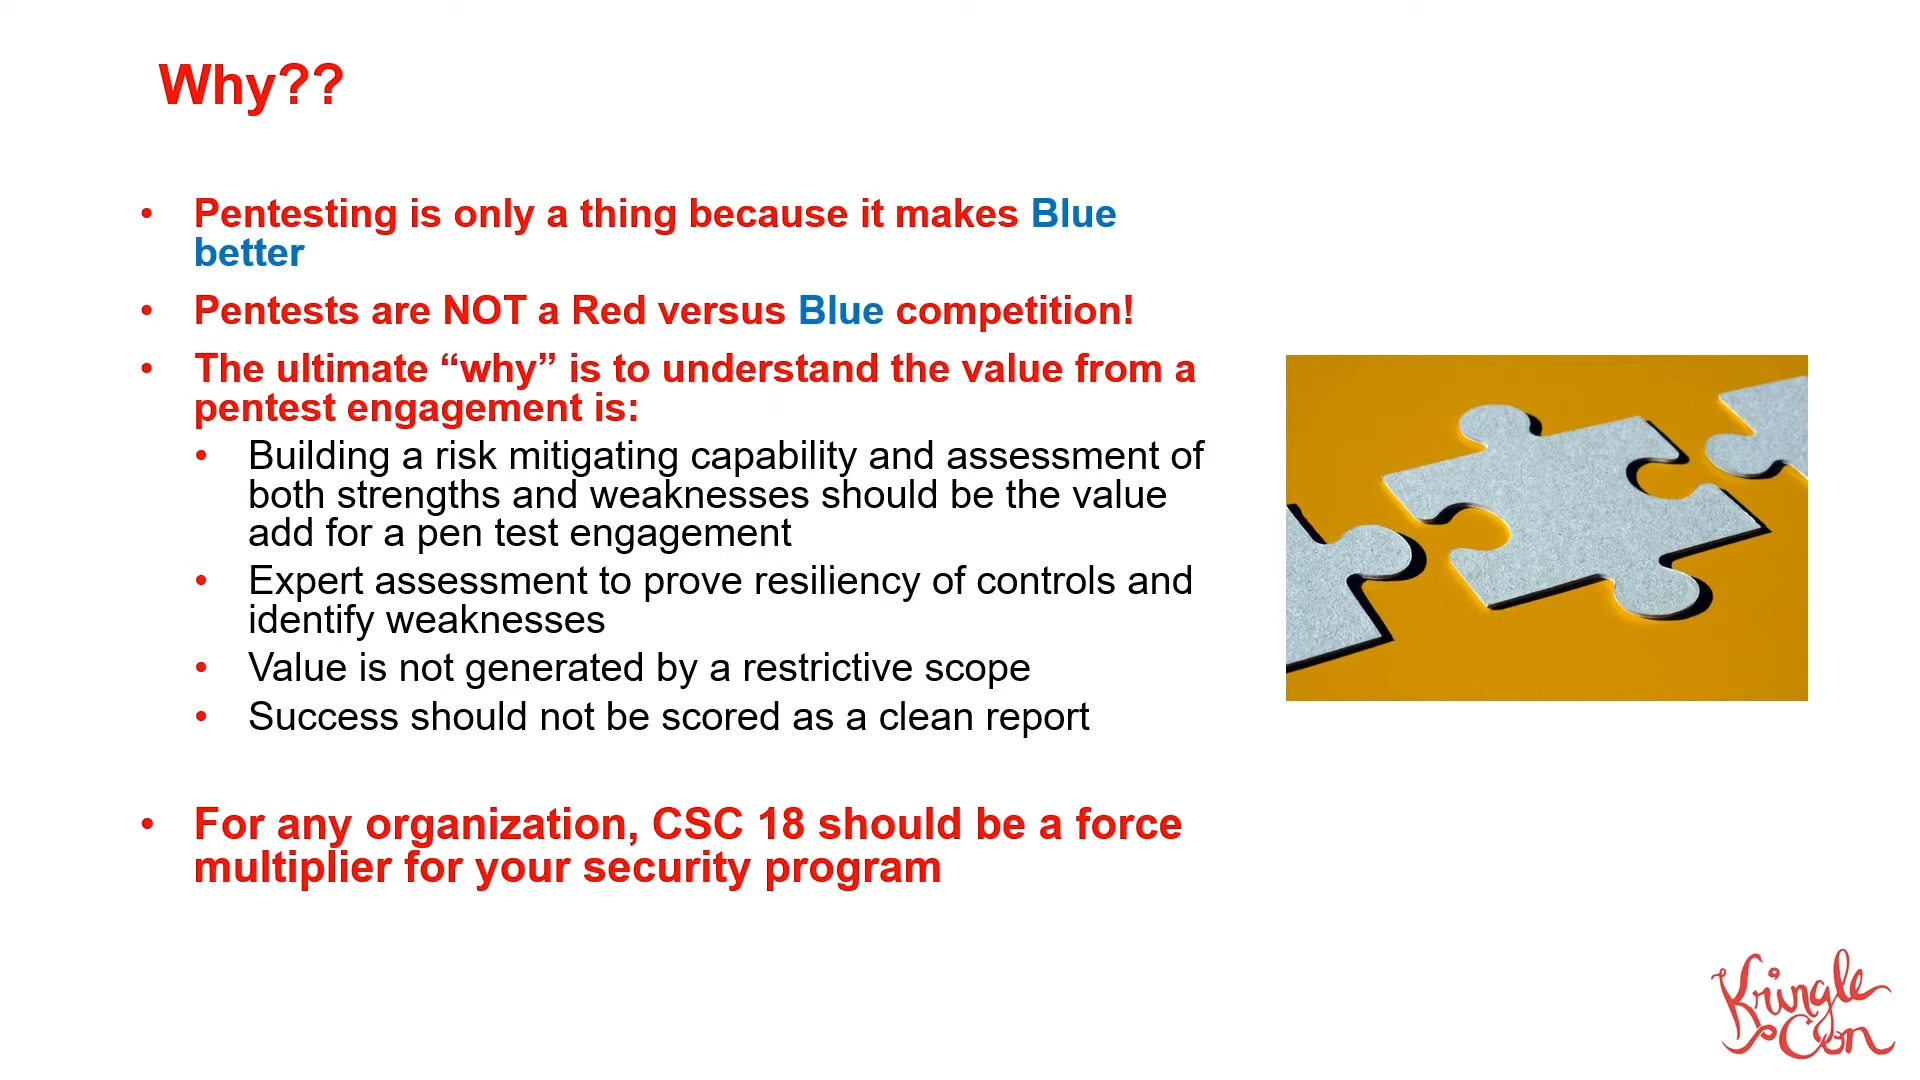 Why??
• Pentesting is only a thing because it makes Blue
better
• Pentests are NOT a Red versus Blue competition!
• The ultimate “why” is to understand the value from a
pentest engagement is:
• Building a risk mitigating capability and assessment of
both strengths and weaknesses should be the value
add for a pen test engagement
• Expert assessment to prove resiliency of controls and
identify weaknesses
• Value is not generated by a restrictive scope
• Success should not be scored as a clean report
• For any organization, CSC 18 should be a force
multiplier for your security program
Kringle
Con